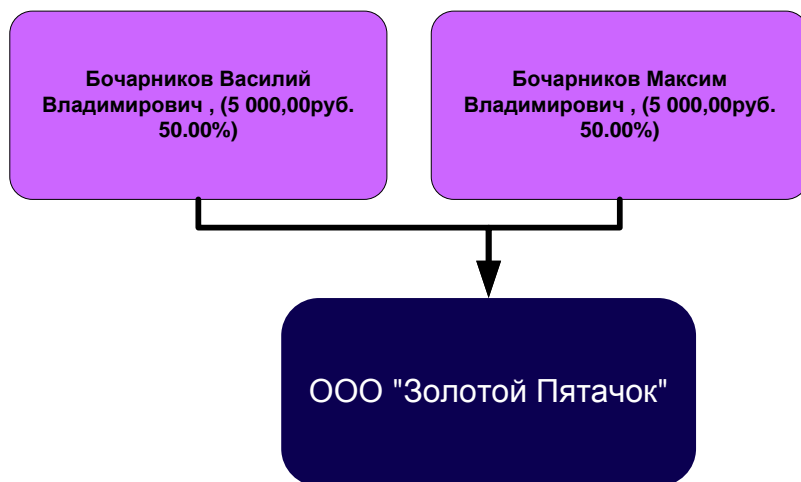 Бочарников Василий
Владимирович , (5 000,00руб.
50.00%)
Бочарников Максим
Владимирович , (5 000,00руб.
50.00%)
ООО "Золотой Пятачок"